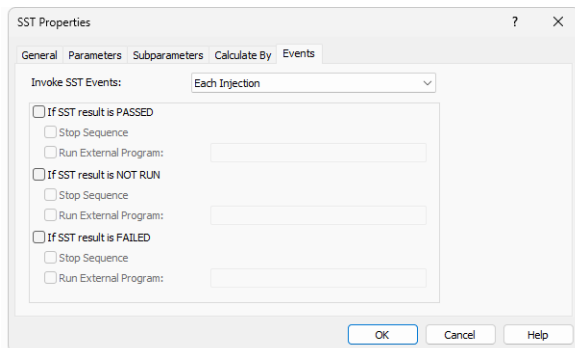 SST Properties ? ×
General Parameters Subparameters Calculate By Events
Invoke SST Events: Each Injection
If SST result is PASSED
Stop Sequence
Run External Program:
If SST result is NOT RUN
Stop Sequence
Run External Program:
If SST result is FAILED
Stop Sequence
Run External Program:
OK Cancel Help